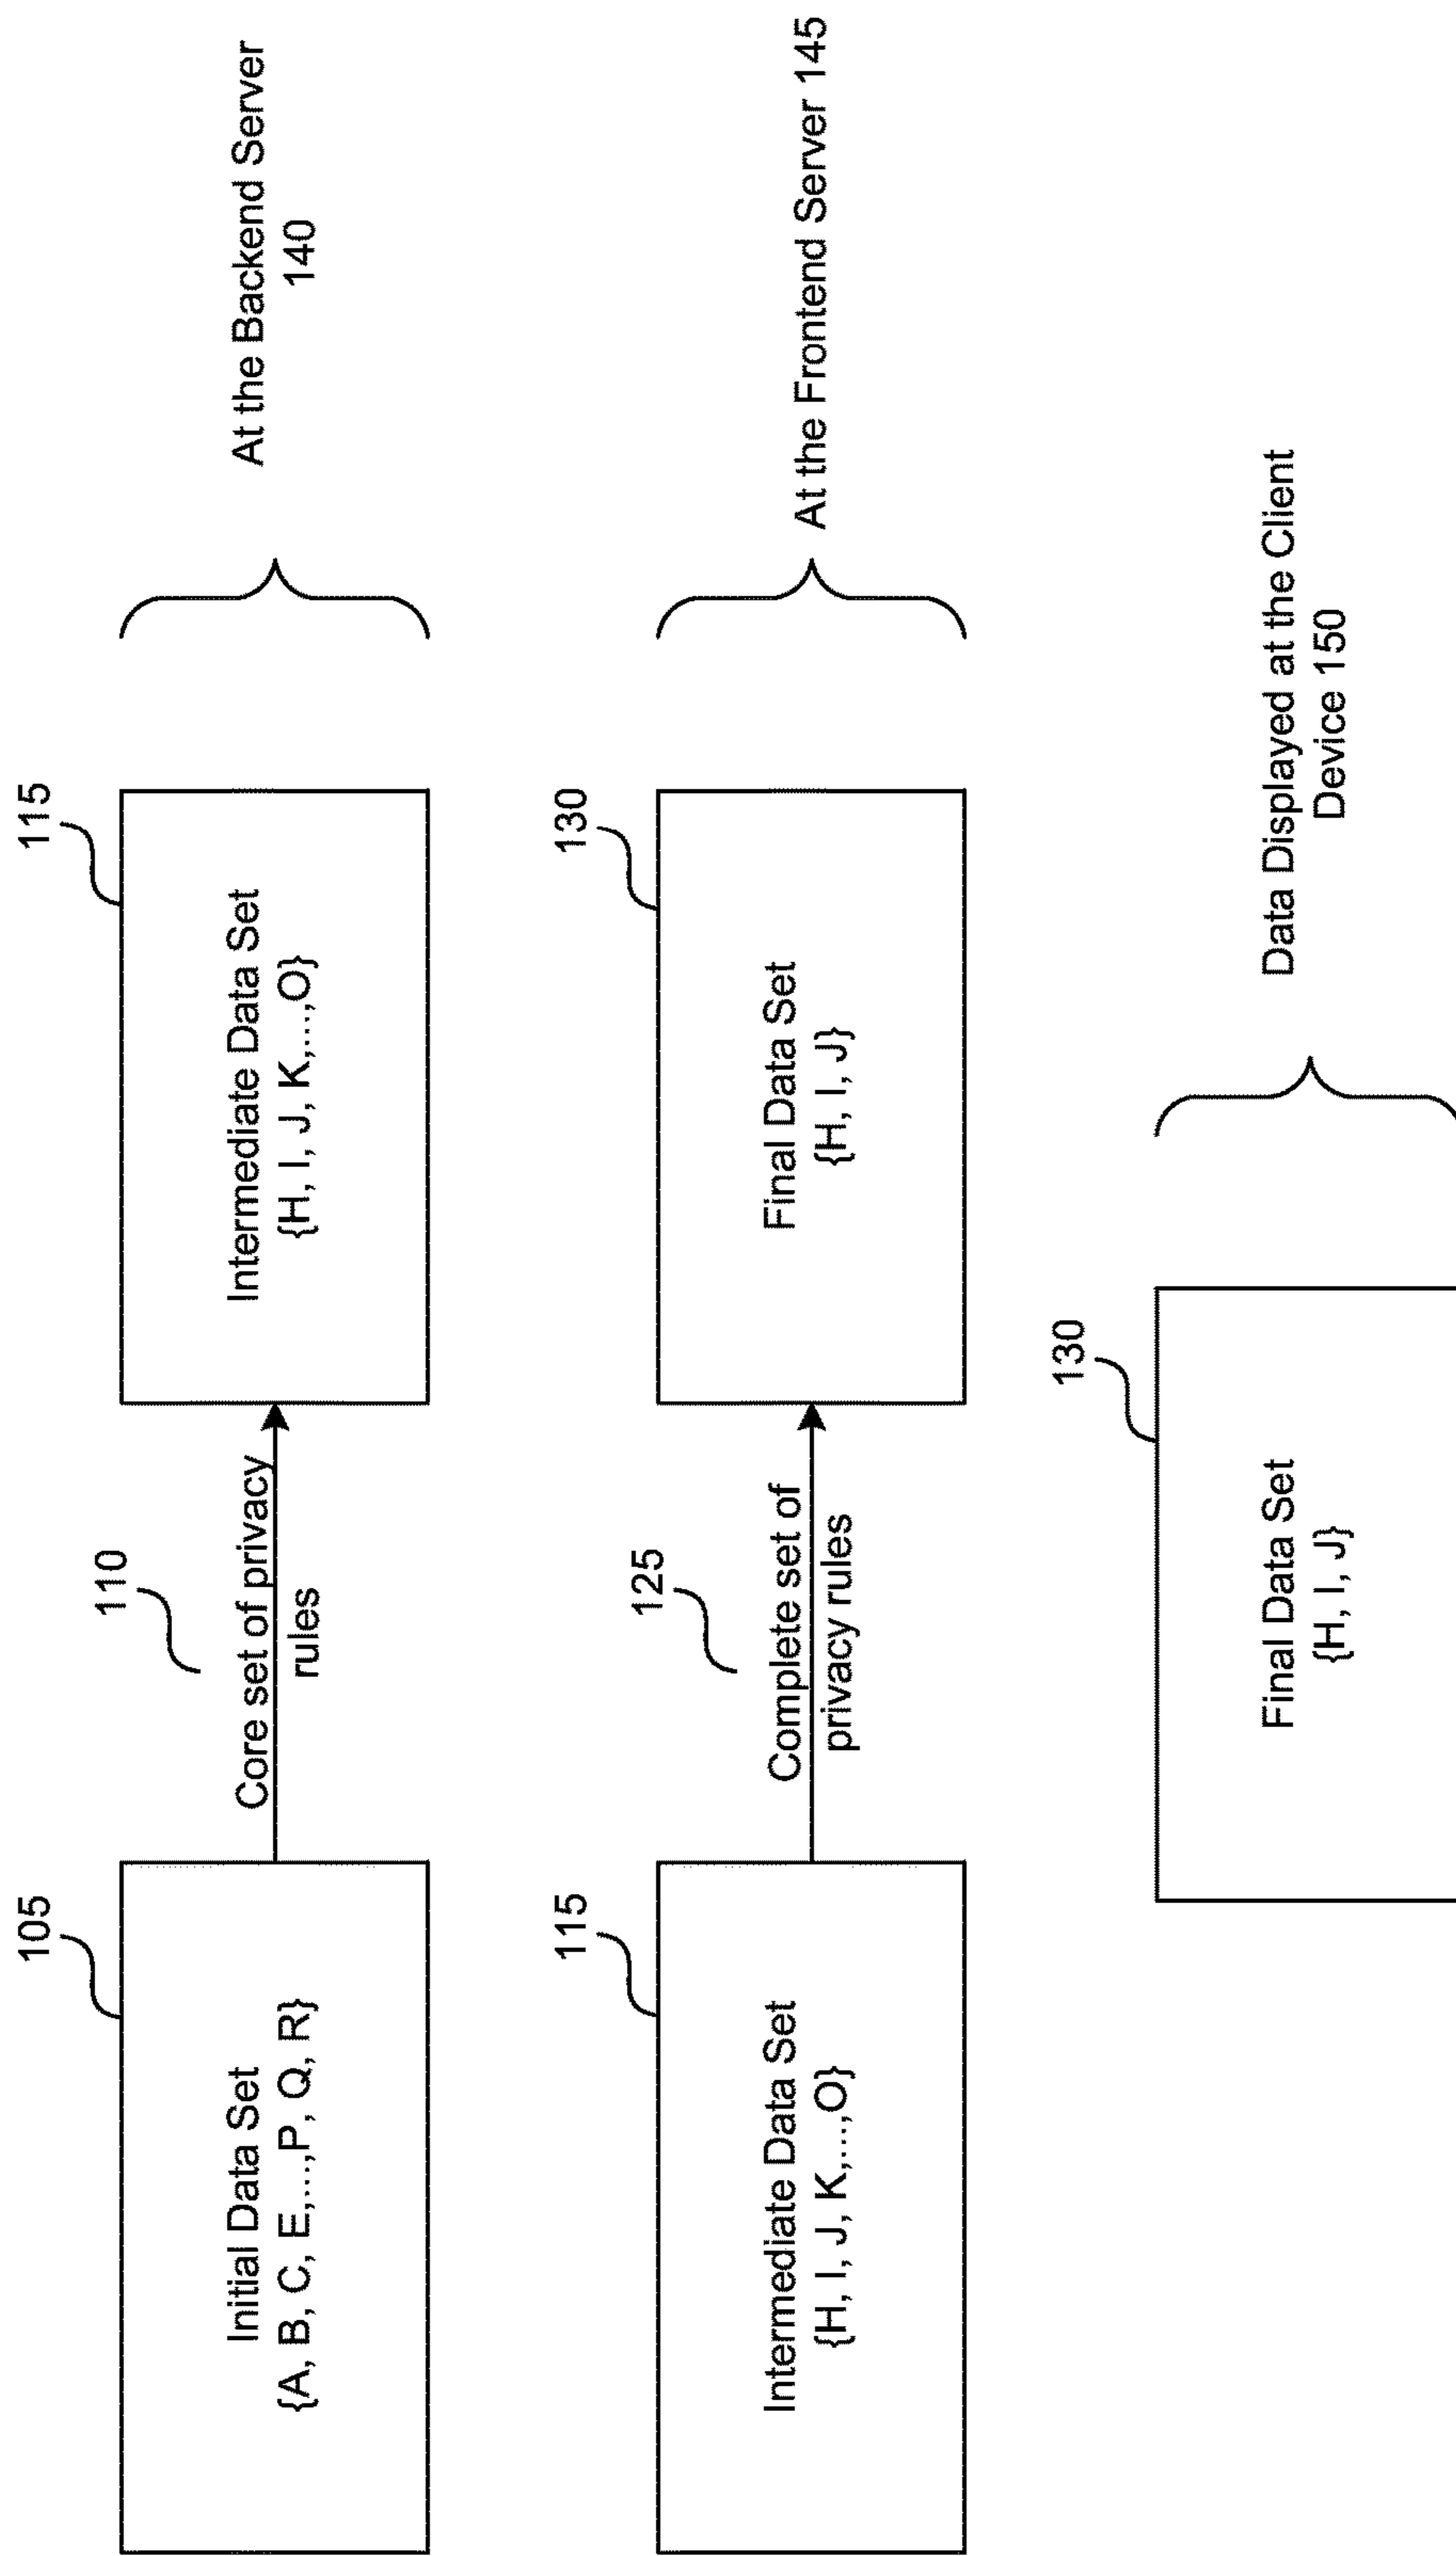 105
Initial Data Set
{A, B, C, E,...,P, Q, R}
110
Core set of privacy
rules
115
Intermediate Data Set
{H, I, J, K,...,O}
At the Backend Server
140
115
Intermediate Data Set
{H, I, J, K,...,O}
125
Complete set of
privacy rules
130
Final Data Set
{H, I, J}
At the Frontend Server 145
130
Final Data Set
{H, I, J}
Data Displayed at the Client
Device 150